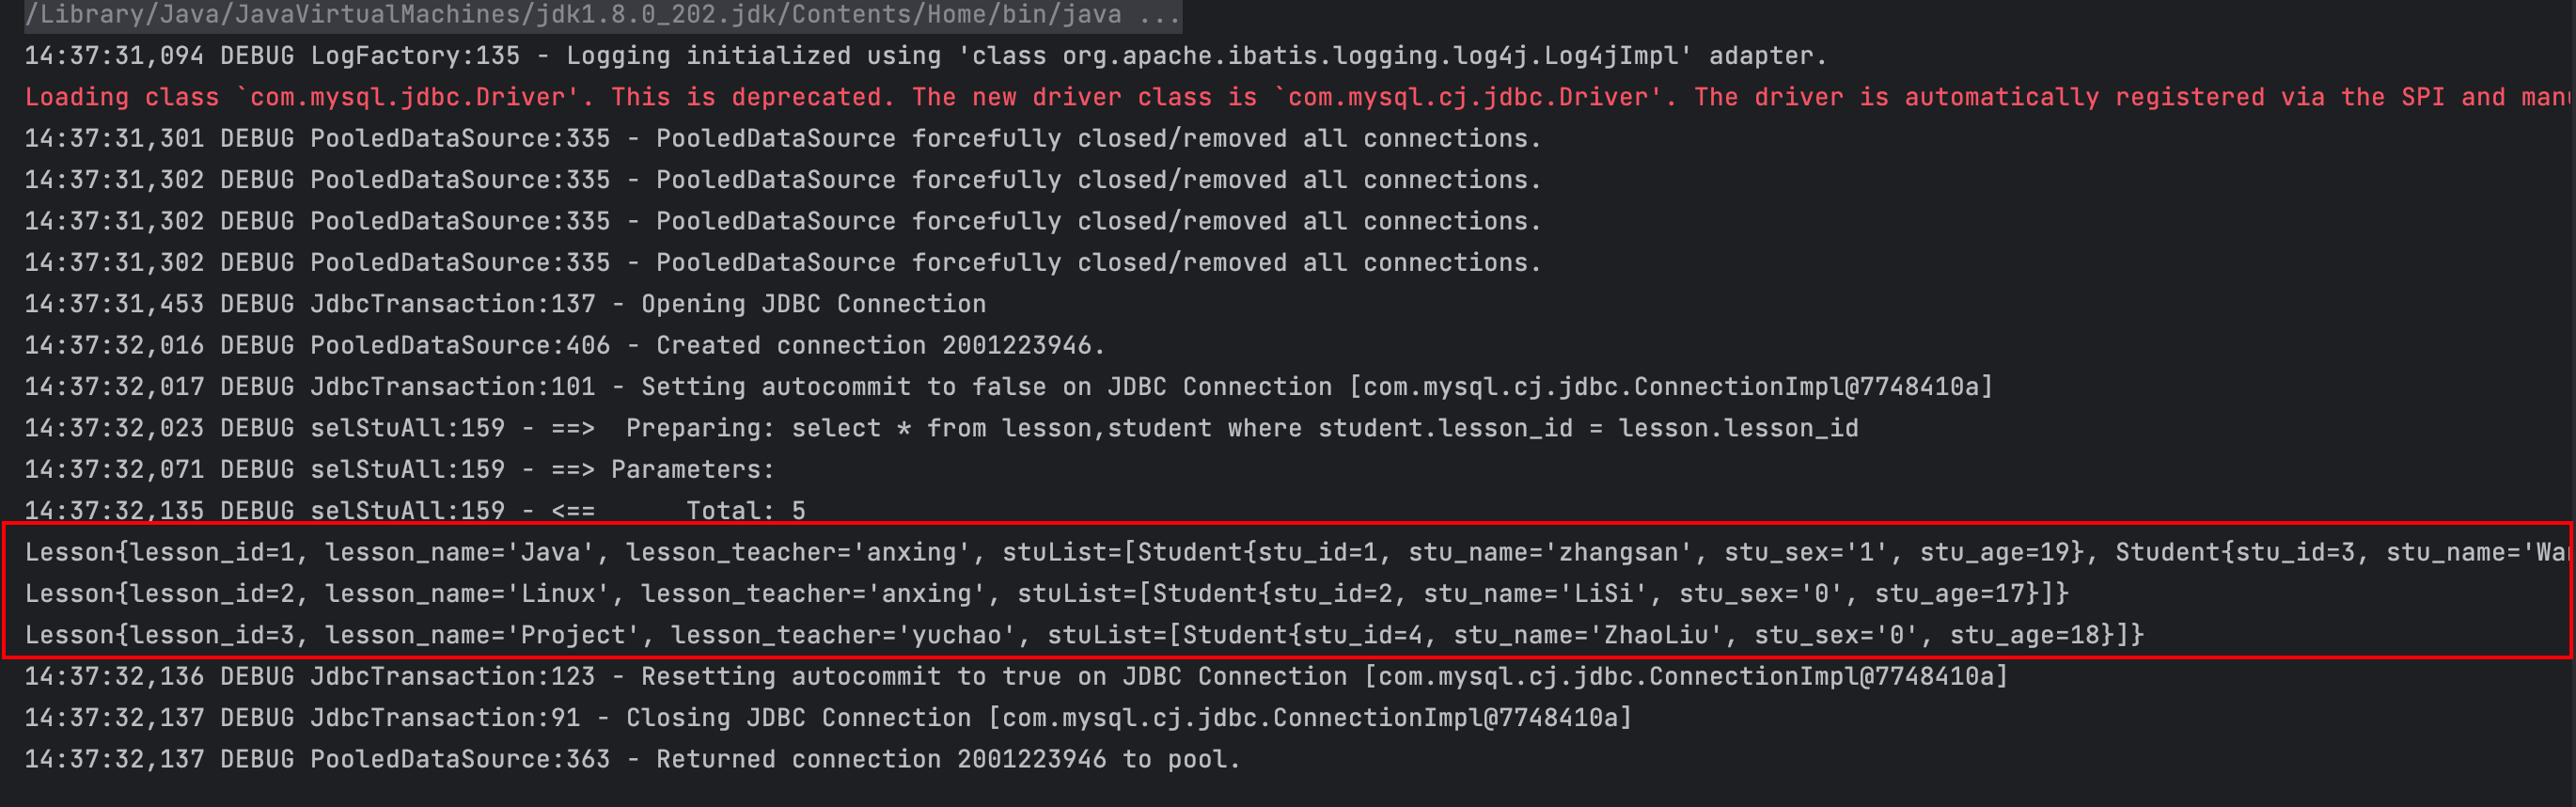 /Library/Java/JavaVirtualMachines/jdk1.8.0_202.jdk/Contents/Home/bin/java ...
14:37:31,094 DEBUG LogFactory:135 - Logging initialized using 'class org.apache.ibatis.logging.log4j.Log4jImpl' adapter.
Loading class `com.mysql.jdbc.Driver'. This is deprecated. The new driver class is `com.mysql.cj.jdbc.Driver'. The driver is automatically registered via the SPI and
14:37:31,301 DEBUG PooledDataSource:335 - PooledDataSource forcefully closed/removed all connections.
14:37:31,302 DEBUG PooledDataSource:335 - PooledDataSource forcefully closed/removed all connections.
14:37:31,302 DEBUG PooledDataSource:335 - PooledDataSource forcefully closed/removed all connections.
14:37:31,302 DEBUG PooledDataSource:335 - PooledDataSource forcefully closed/removed all connections.
14:37:31,453 DEBUG JdbcTransaction:137 - Opening JDBC Connection
14:37:32,016 DEBUG PooledDataSource:406 - Created connection 2001223946.
14:37:32,017 DEBUG JdbcTransaction:101 - Setting autocommit to false on JDBC Connection [com.mysql.cj.jdbc.ConnectionImpl@7748410a]
14:37:32,023 DEBUG selStuAll:159 - ==>  Preparing: select * from lesson,student where student.lesson_id = lesson.lesson_id
14:37:32,071 DEBUG selStuAll:159 - ==> Parameters:
14:37:32,135 DEBUG selStuAll:159 - <==      Total: 5
Lesson{lesson_id=1, lesson_name='Java', lesson_teacher='anxing', stuList=[Student{stu_id=1, stu_name='zhangsan', stu_sex='1', stu_age=19}, Student{stu_id=3, stu_name='
Lesson{lesson_id=2, lesson_name='Linux', lesson_teacher='anxing', stuList=[Student{stu_id=2, stu_name='LiSi', stu_sex='0', stu_age=17}]}
Lesson{lesson_id=3, lesson_name='Project', lesson_teacher='yuchao', stuList=[Student{stu_id=4, stu_name='ZhaoLiu', stu_sex='0', stu_age=18}]}
14:37:32,136 DEBUG JdbcTransaction:123 - Resetting autocommit to true on JDBC Connection [com.mysql.cj.jdbc.ConnectionImpl@7748410a]
14:37:32,137 DEBUG JdbcTransaction:91 - Closing JDBC Connection [com.mysql.cj.jdbc.ConnectionImpl@7748410a]
14:37:32,137 DEBUG PooledDataSource:363 - Returned connection 2001223946 to pool.